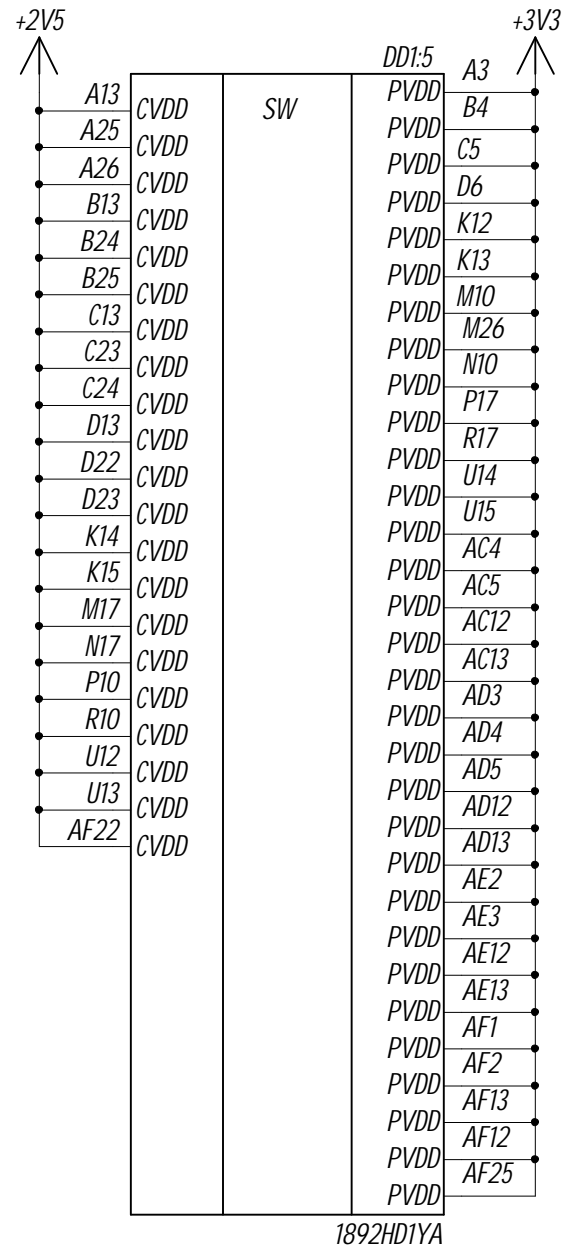 +2V5
+3V3
DD1:5
SW
A13 CVDD
A25 CVDD
A26 CVDD
B13 CVDD
B24 CVDD
B25 CVDD
C13 CVDD
C23 CVDD
C24 CVDD
D13 CVDD
D22 CVDD
D23 CVDD
K14 CVDD
K15 CVDD
M17 CVDD
N17 CVDD
P10 CVDD
R10 CVDD
U12 CVDD
U13 CVDD
AF22 CVDD
PVDD A3
PVDD B4
PVDD C5
PVDD D6
PVDD K12
PVDD K13
PVDD M10
PVDD M26
PVDD N10
PVDD P17
PVDD R17
PVDD U14
PVDD U15
PVDD AC4
PVDD AC5
PVDD AC12
PVDD AC13
PVDD AD3
PVDD AD4
PVDD AD5
PVDD AD12
PVDD AD13
PVDD AE2
PVDD AE3
PVDD AE12
PVDD AE13
PVDD AF1
PVDD AF2
PVDD AF13
PVDD AF12
PVDD AF25
1892HD1YA